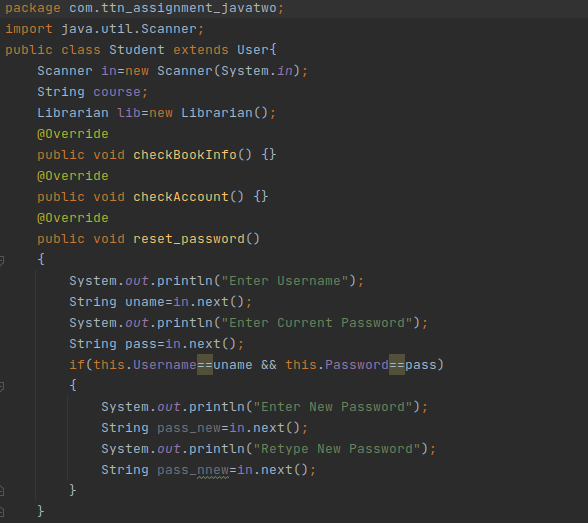 package com.ttn_assignment_javatwo;
import java.util.Scanner;
public class Student extends User{
    Scanner in=new Scanner(System.in);
    String course;
    Librarian lib=new Librarian();
    @Override
    public void checkBookInfo() {}
    @Override
    public void checkAccount() {}
    @Override
    public void reset_password()
    {
        System.out.println("Enter Username");
        String uname=in.next();
        System.out.println("Enter Current Password");
        String pass=in.next();
        if(this.Username==uname && this.Password==pass)
        {
            System.out.println("Enter New Password");
            String pass_new=in.next();
            System.out.println("Retype New Password");
            String pass_nnew=in.next();
        }
    }